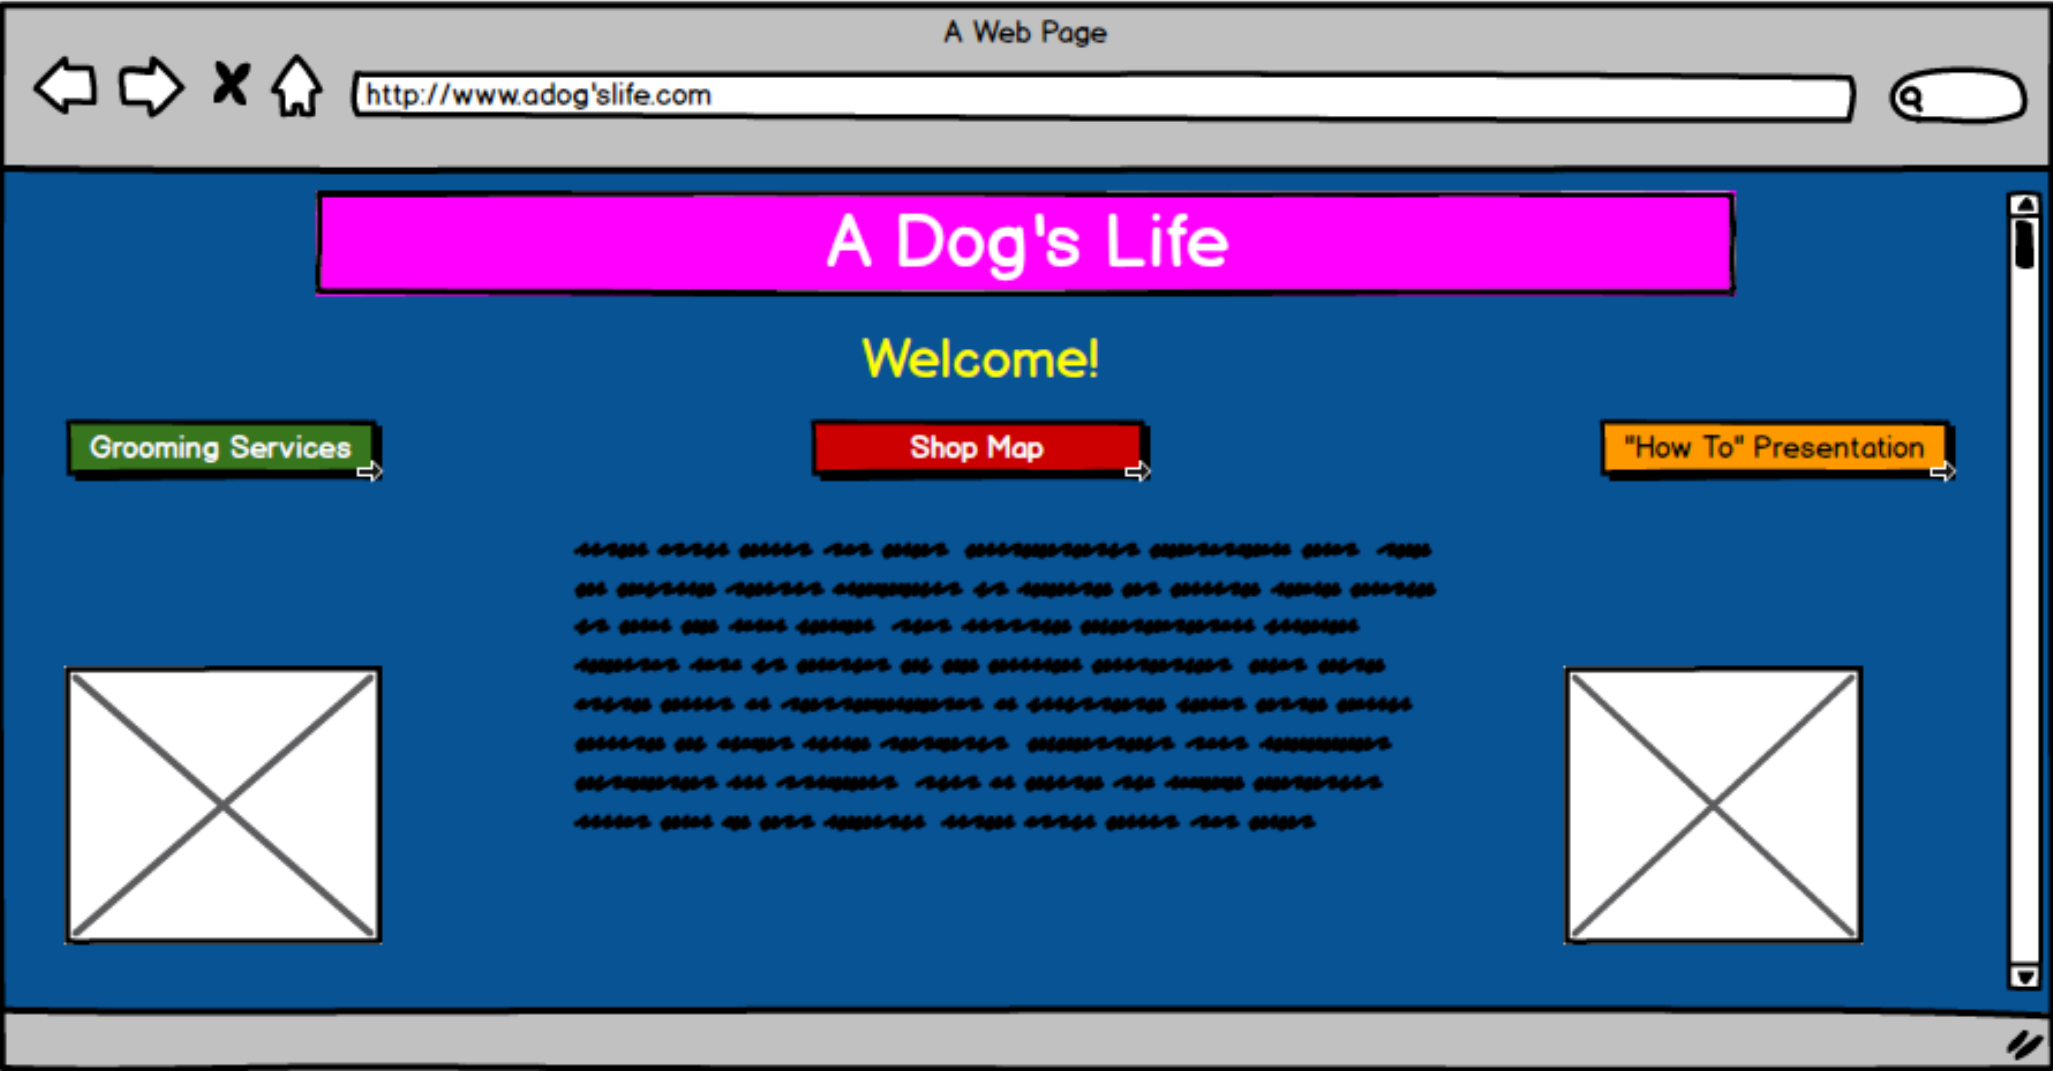 A Web Page
http://www.adog'slife.com
A Dog's Life
Welcome!
Grooming Services
Shop Map
"How To" Presentation